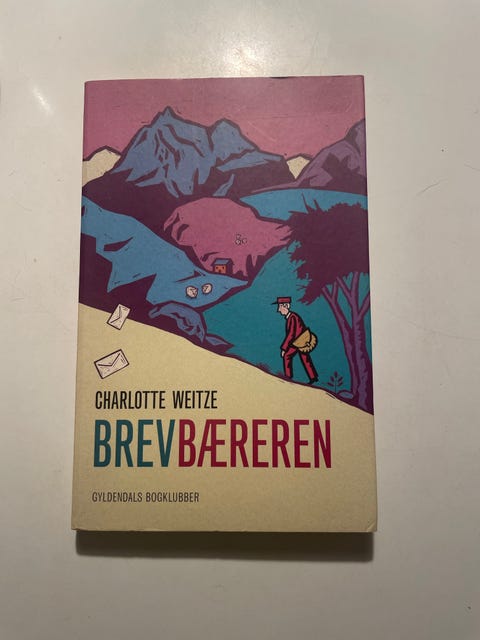 CHARLOTTE WEITZE
BREVBÆREREN
GYLDENDALS BOGKLUBBER